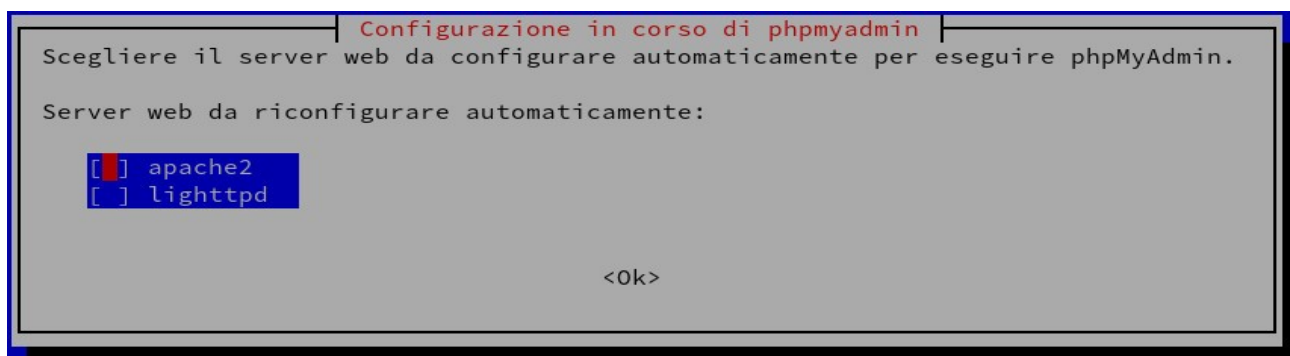 Configurazione in corso di phpmyadmin
Scegliere il server web da configurare automaticamente per eseguire phpMyAdmin.
Server web da riconfigurare automaticamente:
[ ] apache2
[ ] lighttpd
<Ok>